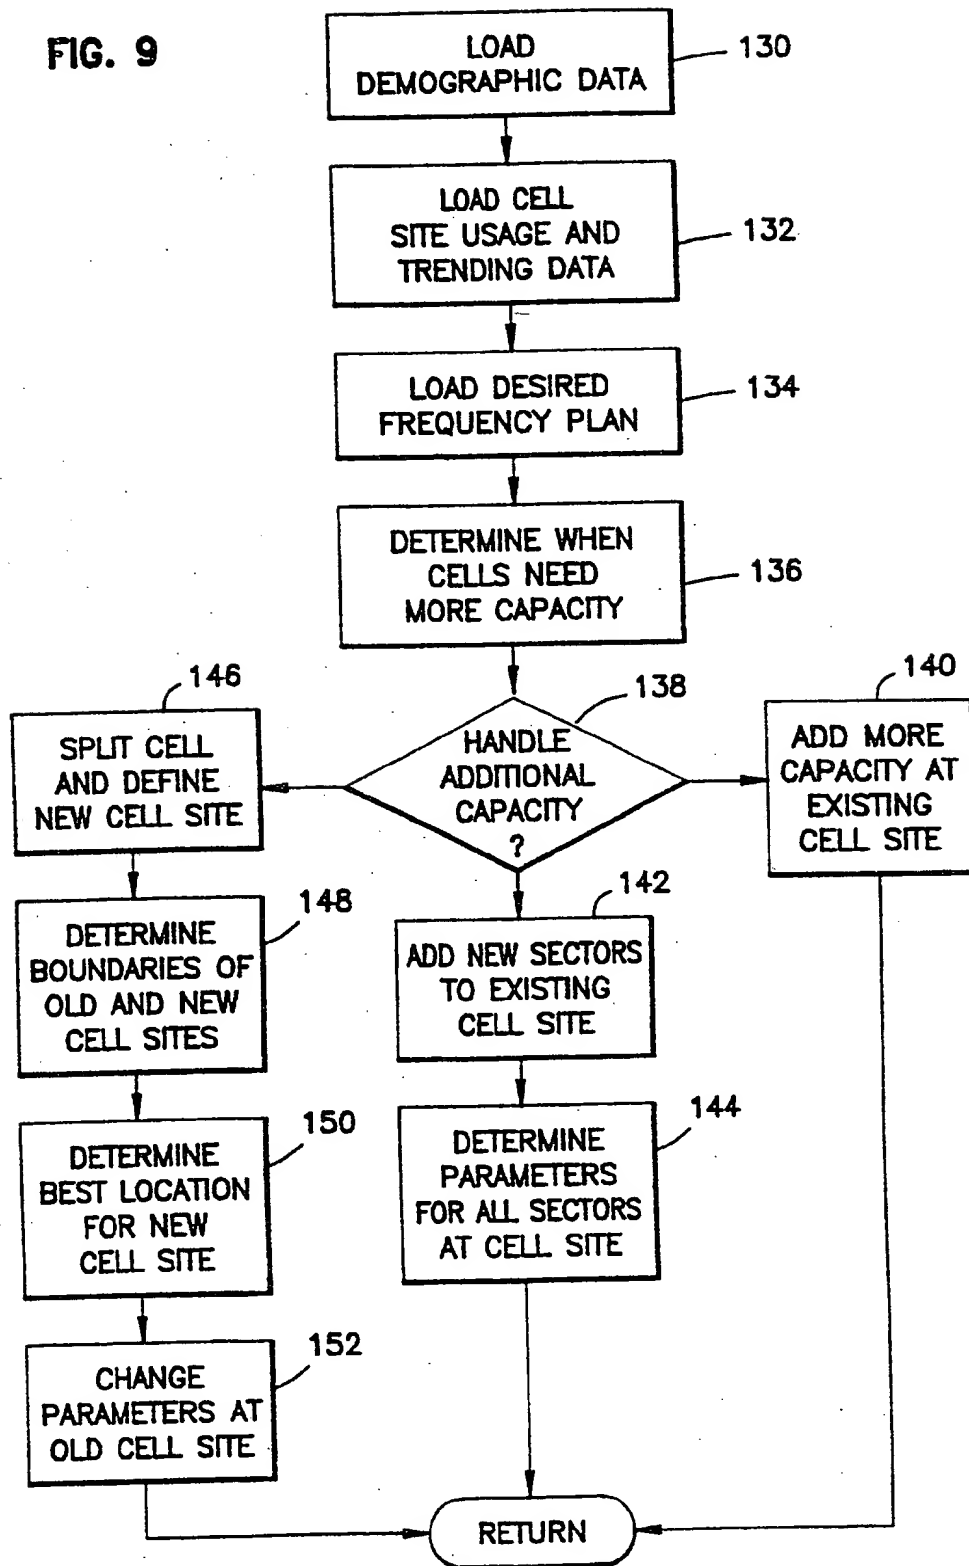 FIG. 9
LOAD
DEMOGRAPHIC DATA
130
LOAD CELL
SITE USAGE AND
TRENDING DATA
132
LOAD DESIRED
FREQUENCY PLAN
134
DETERMINE WHEN
CELLS NEED
MORE CAPACITY
136
HANDLE
ADDITIONAL
CAPACITY
?
138
140
ADD MORE
CAPACITY AT
EXISTING
CELL SITE
142
ADD NEW SECTORS
TO EXISTING
CELL SITE
144
DETERMINE
PARAMETERS
FOR ALL SECTORS
AT CELL SITE
146
SPLIT CELL
AND DEFINE
NEW CELL SITE
148
DETERMINE
BOUNDARIES OF
OLD AND NEW
CELL SITES
150
DETERMINE
BEST LOCATION
FOR NEW
CELL SITE
152
CHANGE
PARAMETERS AT
OLD CELL SITE
RETURN